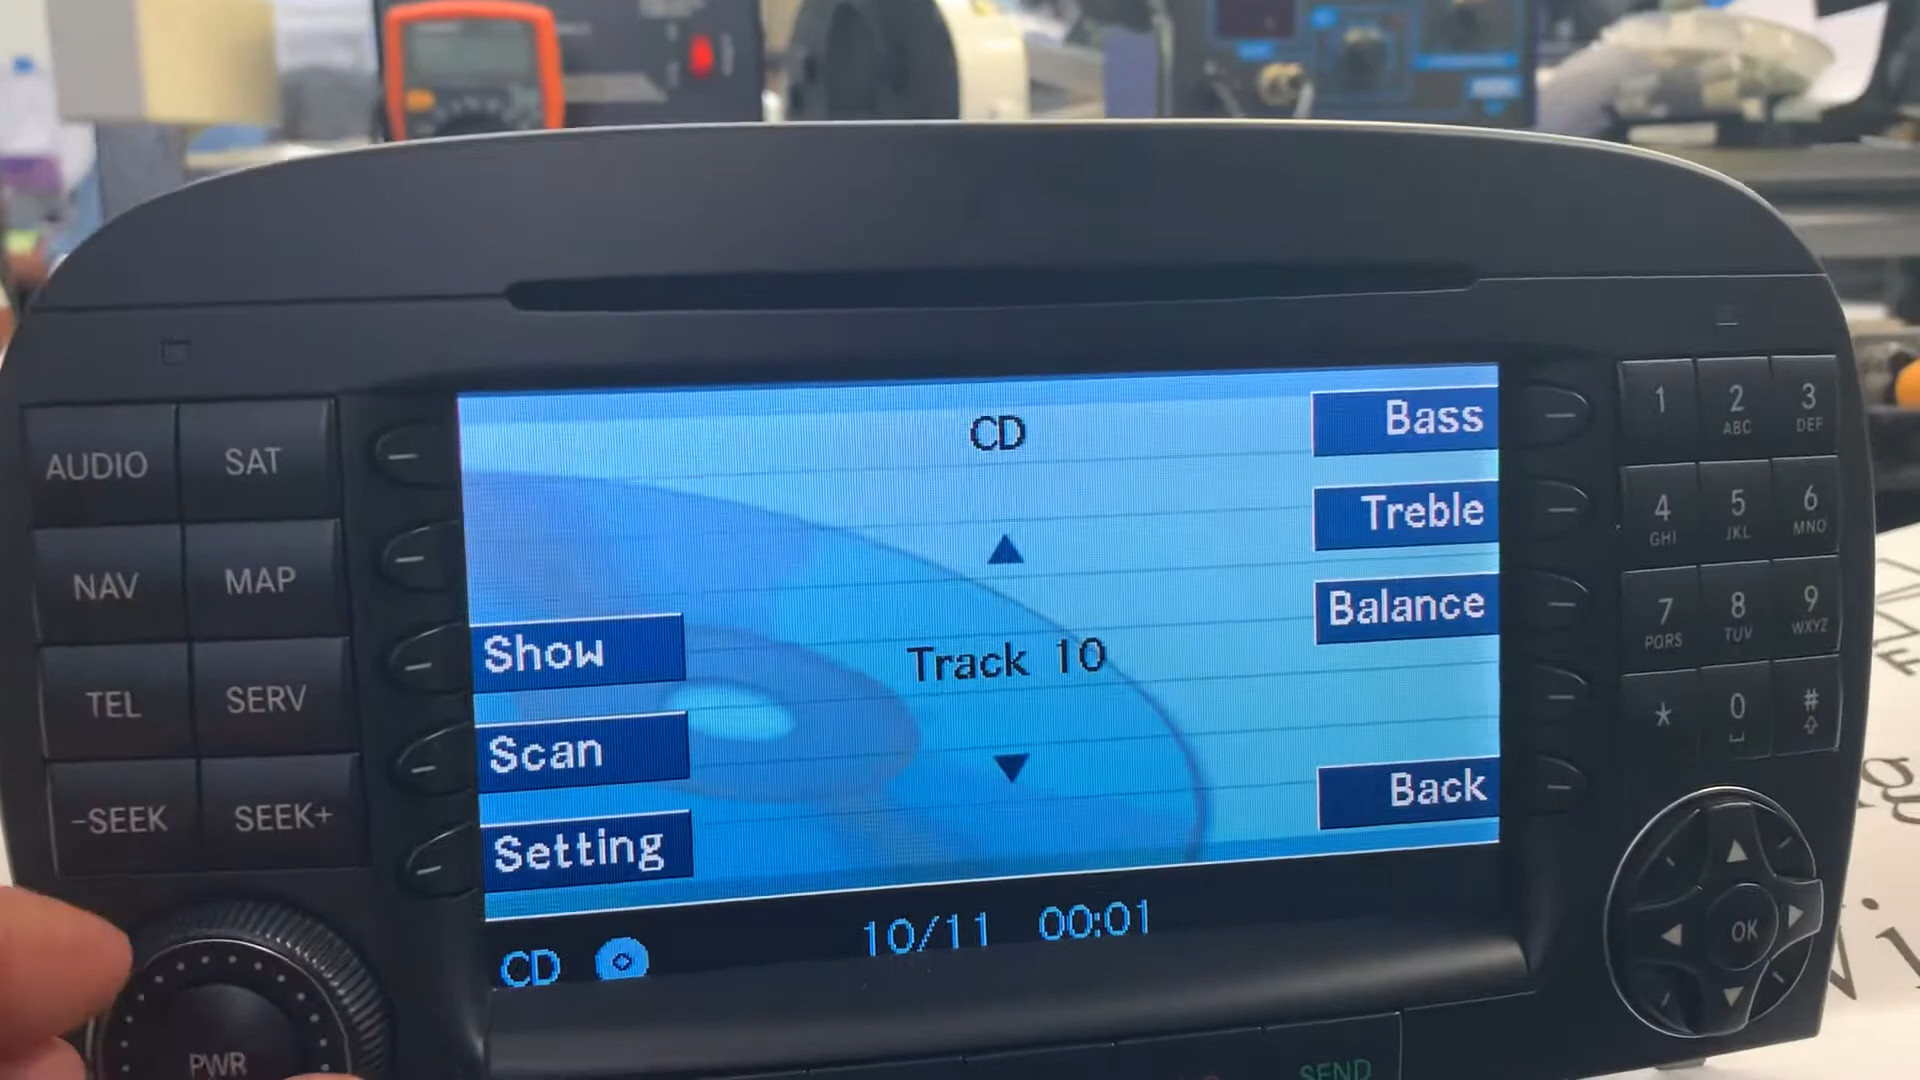 CD
Bass
Treble
Balance
Back
Show
Scan
Setting
Track 10
CD 10/11 00:01
AUDIO SAT
NAV MAP
TEL SERV
-SEEK SEEK+
PWR
1 2 ABC 3 DEF
4 GHI 5 JKL 6 MNO
7 PQRS 8 TUV 9 WXYZ
* 0 #
OK
SEND